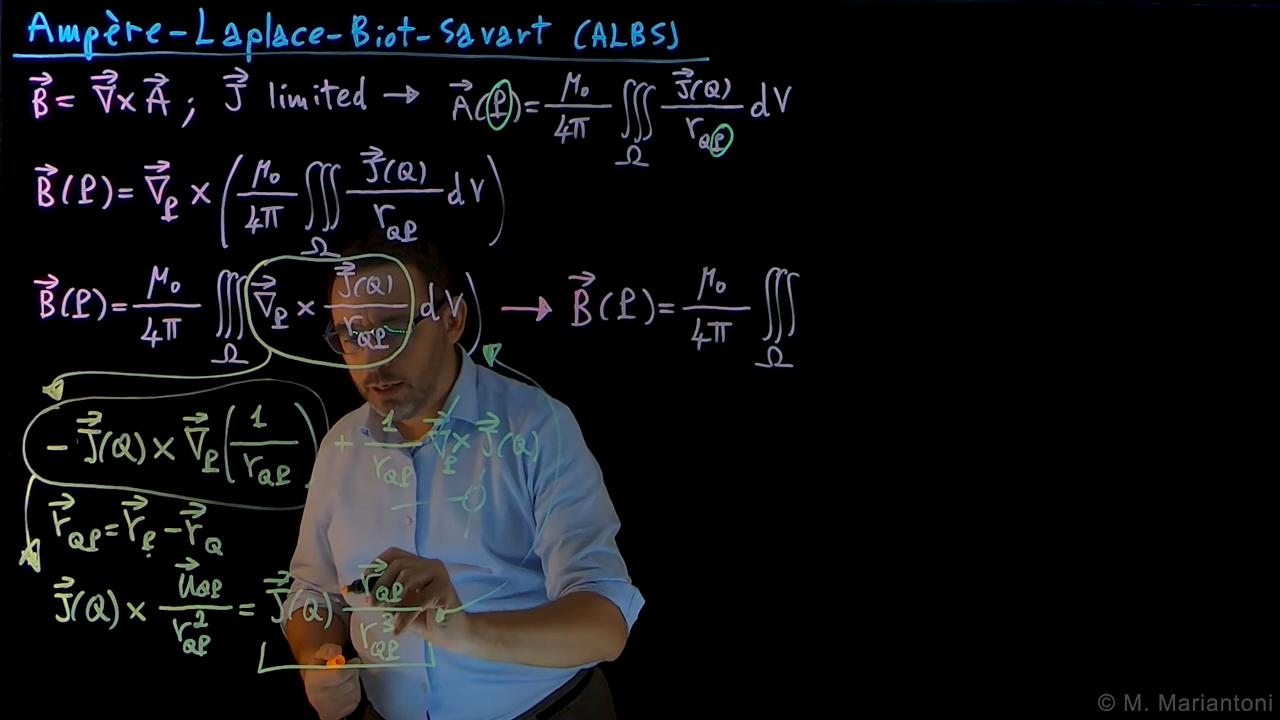 Ampère-Laplace-Biot-Savart (ALBS)
B⃗ = ∇⃗ × A⃗ ; J⃗ limited → A⃗(P) = μ₀/4π ∭_Ω J⃗(Q)/r_QP dV
B⃗(P) = ∇⃗_P × (μ₀/4π ∭_Ω J⃗(Q)/r_QP dV)
B⃗(P) = μ₀/4π ∭_Ω ∇⃗_P × J⃗(Q)/r_QP dV) → B⃗(P) = μ₀/4π ∭_Ω
- J⃗(Q) × ∇⃗_P (1/r_QP) + 1/r_QP ∇⃗_P × J⃗(Q)
r⃗_QP = r⃗_P - r⃗_Q
J⃗(Q) × u⃗_QP/r²_QP = J⃗(Q) r⃗_QP/r³_QP
© M. Mariantoni